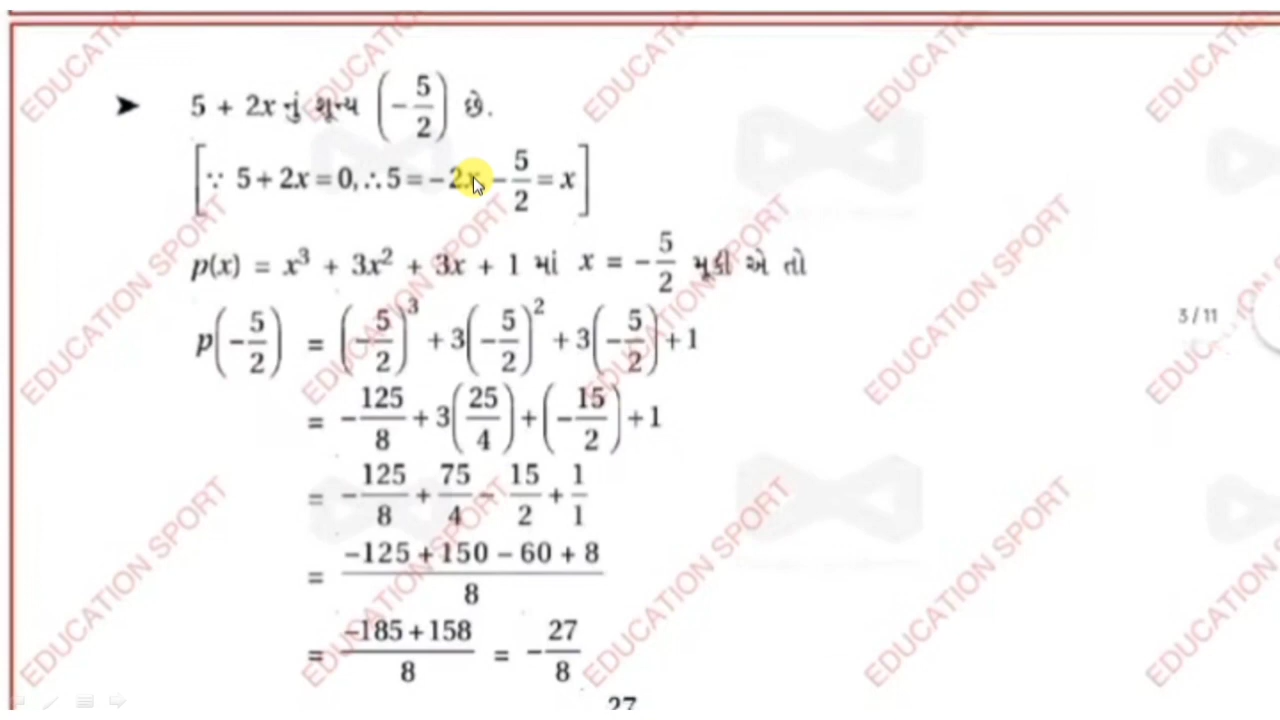 ➤ 5 + 2x નું શૂન્ય (−5/2) છે.
[∵ 5 + 2x = 0, ∴ 5 = − 2x − 5/2 = x]
p(x) = x³ + 3x² + 3x + 1 માં x = −5/2 મૂકી એ તો
p(−5/2) = (−5/2)³ + 3(−5/2)² + 3(−5/2) + 1
3 / 11
= −125/8 + 3(25/4) + (−15/2) + 1
= −125/8 + 75/4 − 15/2 + 1/1
= (−125 + 150 − 60 + 8)/8
= (−185 + 158)/8 = −27/8
27
EDUCATION SPORT